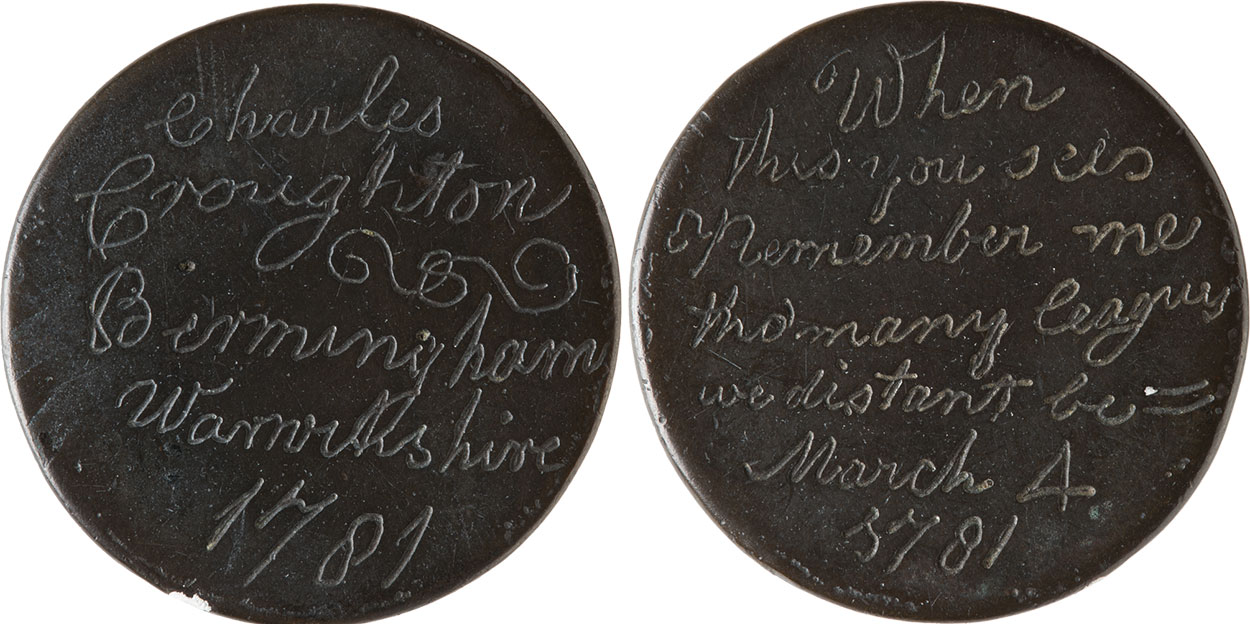 Charles
Croughton
Bermingham
Warwickshire
1781
When
this you sees
Remember me
tho many leagues
we distant be =
March 4
1781